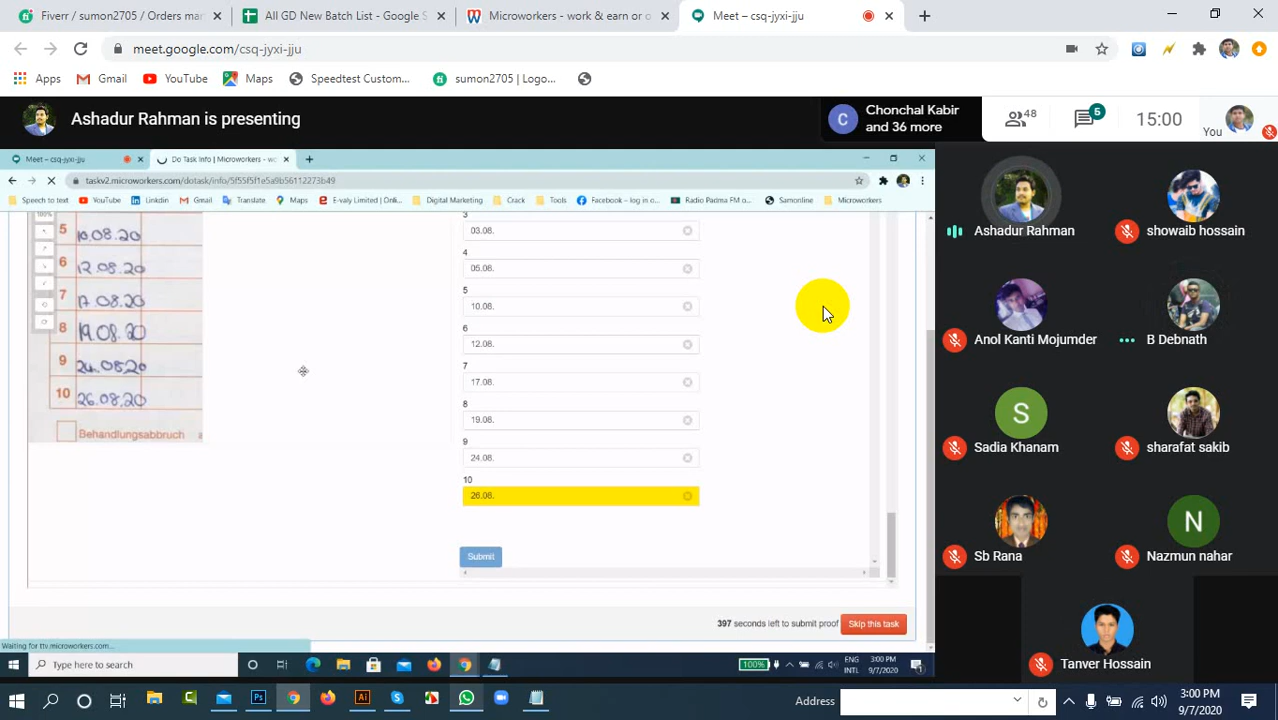 Fiverr / sumon2705 / Orders man
All GD New Batch List - Google S
Microworkers - work & earn or o
Meet – csq-jyxi-jju
meet.google.com/csq-jyxi-jju
Apps
Gmail
YouTube
Maps
Speedtest Custom...
sumon2705 | Logo...
Ashadur Rahman is presenting
C
Chonchal Kabir
and 36 more
48
5
15:00
You
Meet – csq-jyxi-jju
Do Task Info | Microworkers - wo
taskv2.microworkers.com/dotask/info/5f55f5f1e5a9b56112273b49
Speech to text
YouTube
Linkdin
Gmail
Translate
Maps
E-valy Limited | Onli...
Digital Marketing
Crack
Tools
Facebook – log in o...
Radio Padma FM o...
Samonline
Microworkers
100%
5 10.08.20
6 12.08.20
7 17.08.20
8 19.08.20
9 24.08.20
10 26.08.20
Behandlungsabbruch
3
03.08.
4
05.08.
5
10.08.
6
12.08.
7
17.08.
8
19.08.
9
24.08.
10
26.08.
Submit
397 seconds left to submit proof
Skip this task
Waiting for ttv.microworkers.com...
Type here to search
100%
ENG
INTL
3:00 PM
9/7/2020
1
Ashadur Rahman
showaib hossain
Anol Kanti Mojumder
B Debnath
S
Sadia Khanam
sharafat sakib
Sb Rana
N
Nazmun nahar
Tanver Hossain
Address
3:00 PM
9/7/2020